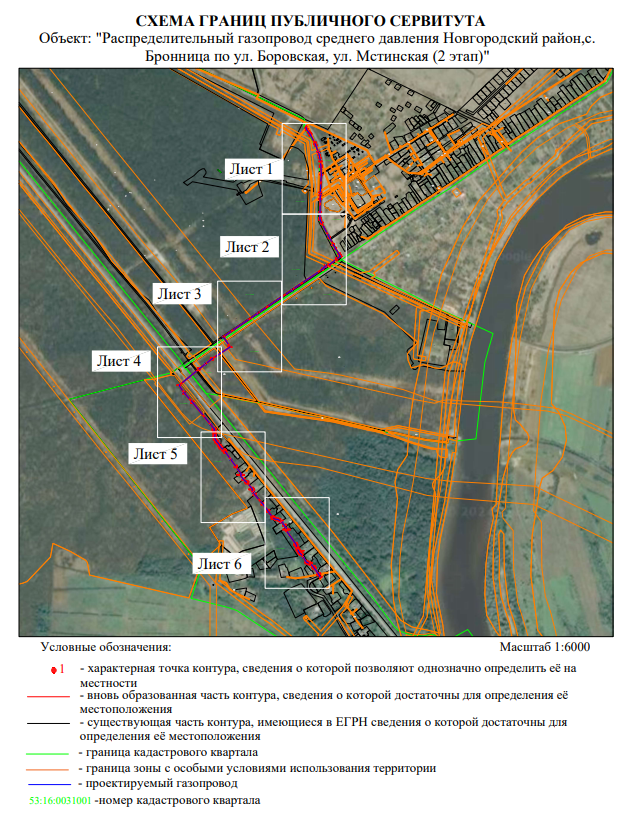 СХЕМА ГРАНИЦ ПУБЛИЧНОГО СЕРВИТУТА
Объект: "Распределительный газопровод среднего давления Новгородский район,с.
Бронница по ул. Боровская, ул. Мстинская (2 этап)"
Лист 1
Лист 2
Лист 3
Лист 4
Лист 5
Лист 6
Условные обозначения:
Масштаб 1:6000
1 - характерная точка контура, сведения о которой позволяют однозначно определить её на
местности
- вновь образованная часть контура, сведения о которой достаточны для определения её
местоположения
- существующая часть контура, имеющиеся в ЕГРН сведения о которой достаточны для
определения её местоположения
- граница кадастрового квартала
- граница зоны с особыми условиями использования территории
- проектируемый газопровод
53:16:0031001 -номер кадастрового квартала